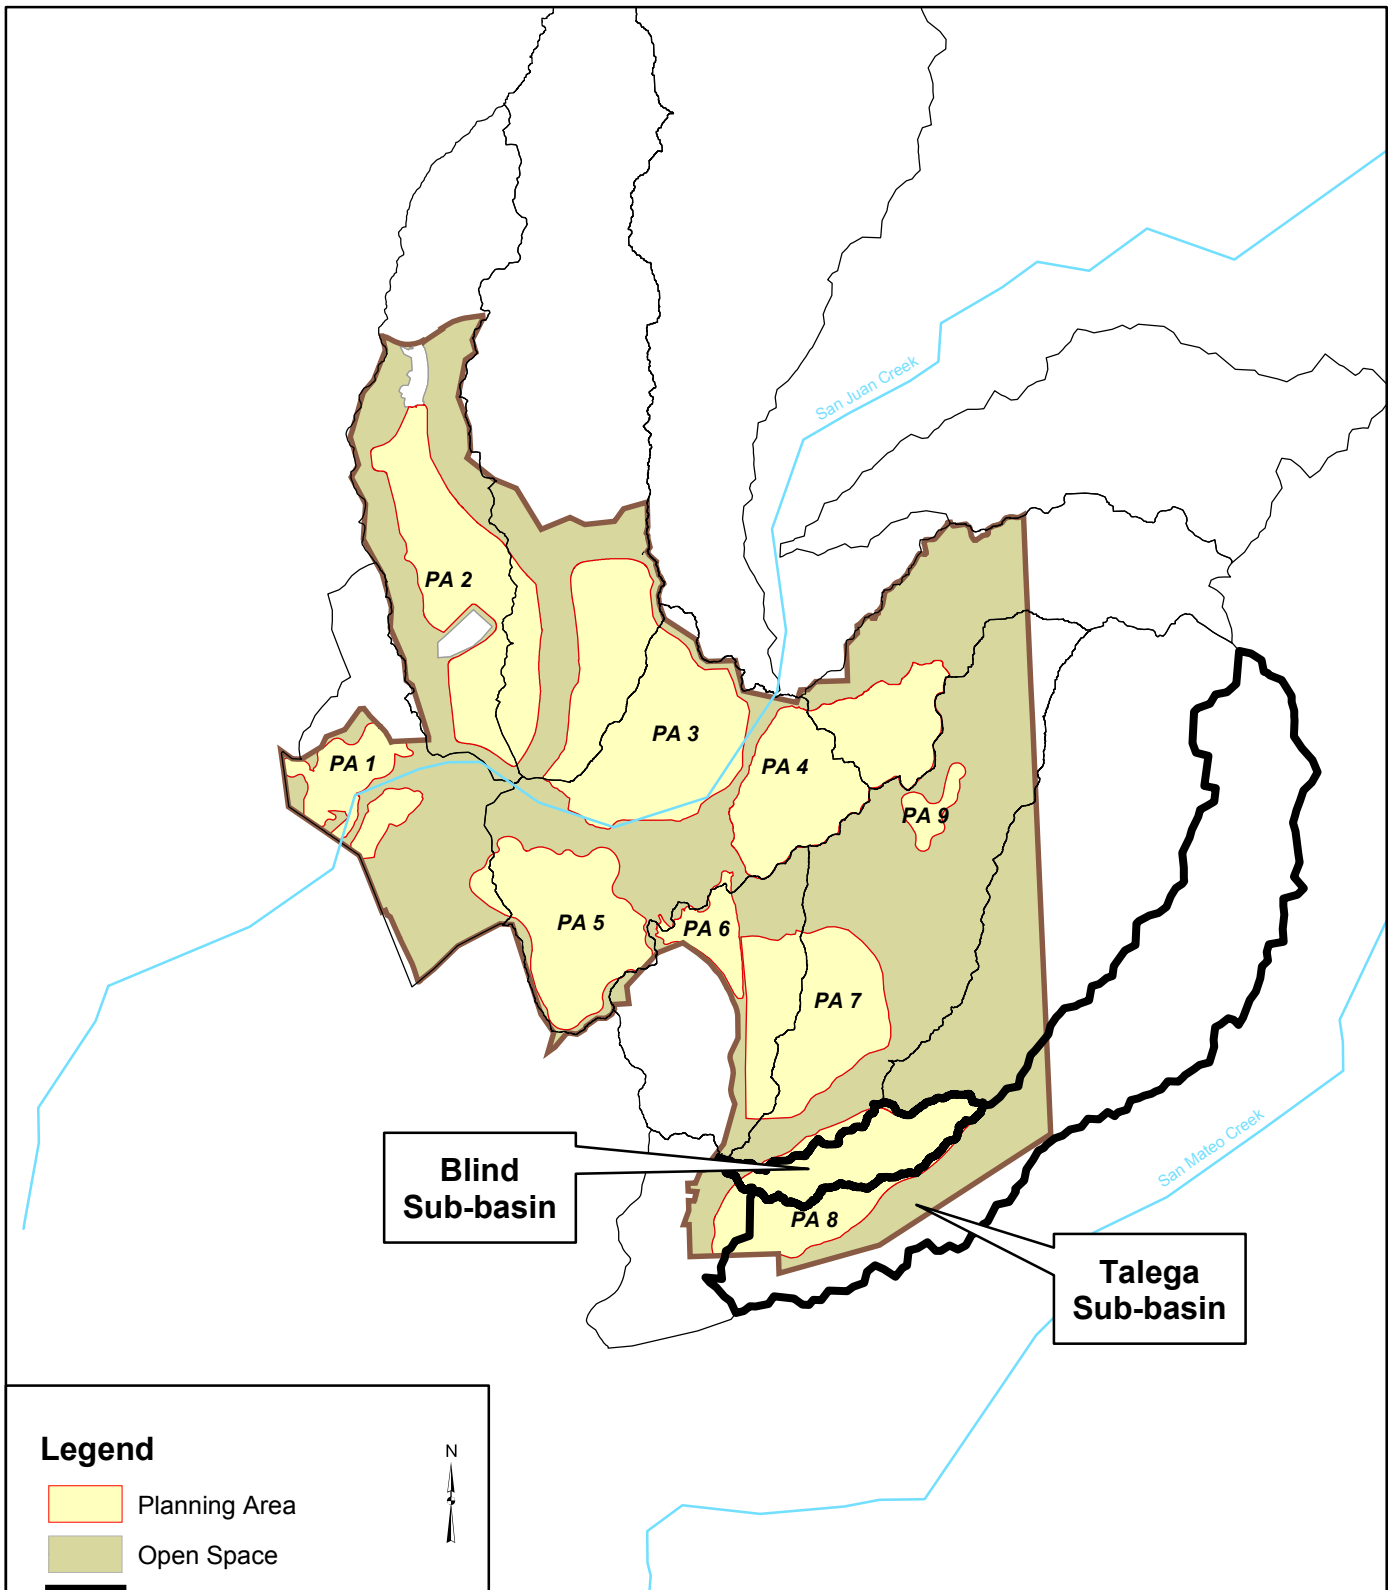 San Juan Creek
PA 2
PA 3
PA 1
PA 4
PA 9
PA 5
PA 6
PA 7
Blind
Sub-basin
San Mateo Creek
PA 8
Talega
Sub-basin
Legend
N
Planning Area
Open Space